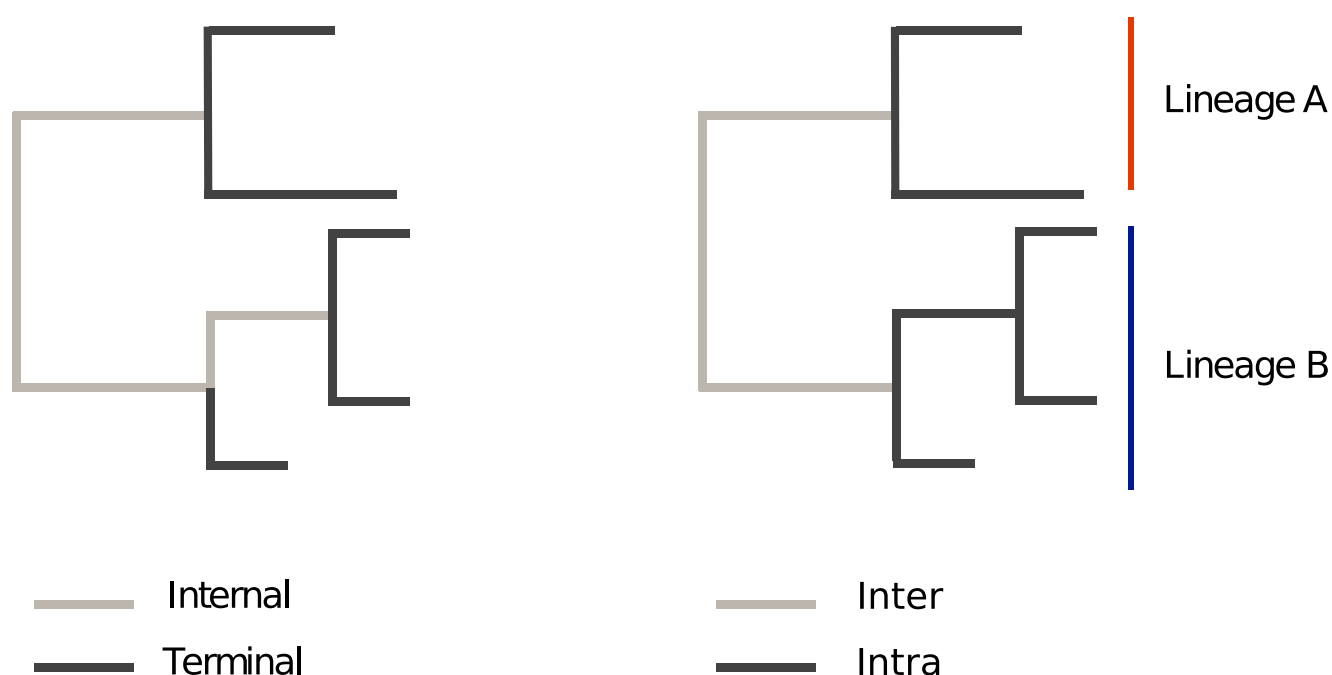 Lineage A
Lineage B
Internal
Inter
Terminal
Intra